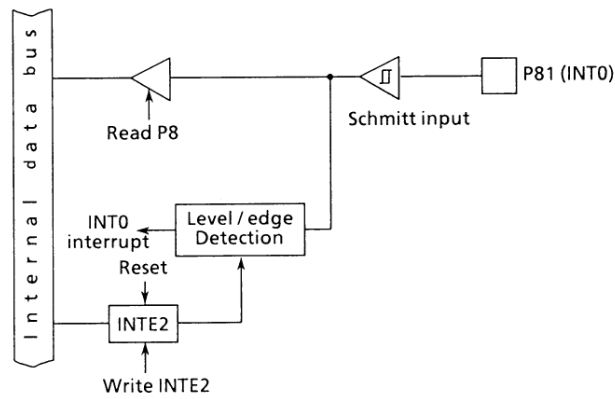 Internal data bus
P81 (INT0)
Schmitt input
Read P8
Level / edge
Detection
INT0
interrupt
Reset
INTE2
Write INTE2